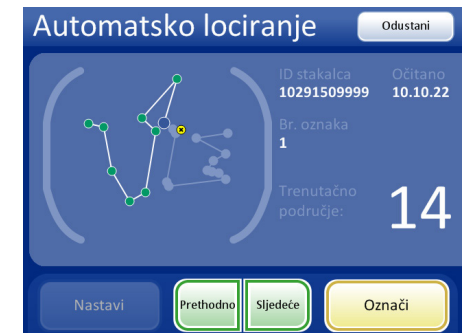 Automatsko lociranje
Odustani
ID stakalca
10291509999
Očitano
10.10.22
Br. oznaka
1
Trenutačno
područje:
14
Nastavi
Prethodno
Sljedeće
Označi